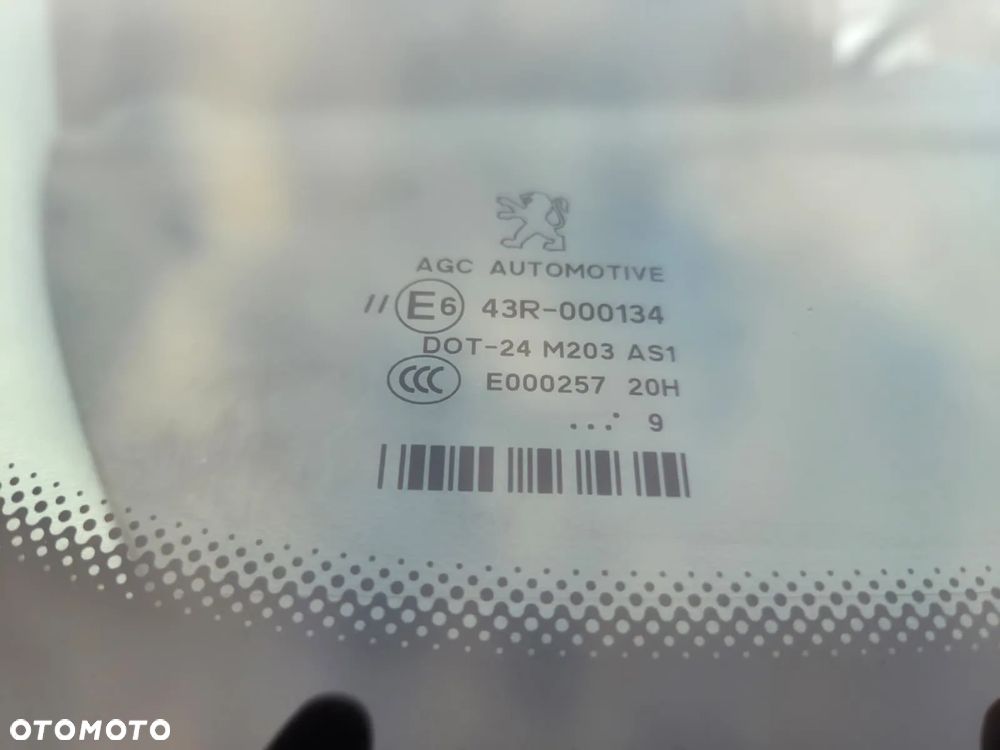 AGC AUTOMOTIVE
// E6 43R-000134
DOT-24 M203 AS1
CCC E000257 20H
...· 9
OTOMOTO